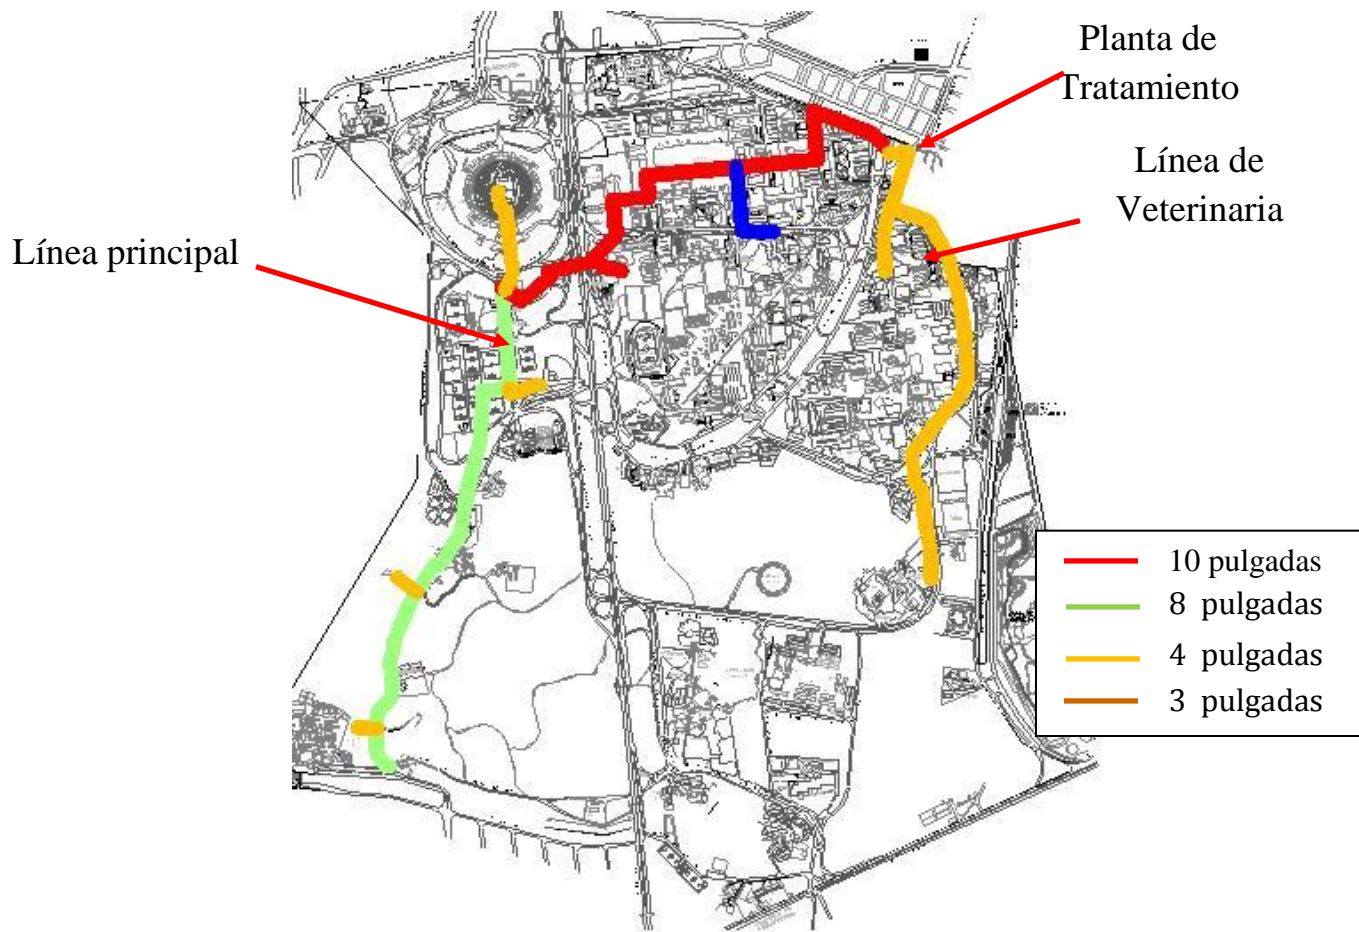 Planta de
Tratamiento
Línea de
Veterinaria
Línea principal
10 pulgadas
8 pulgadas
4 pulgadas
3 pulgadas